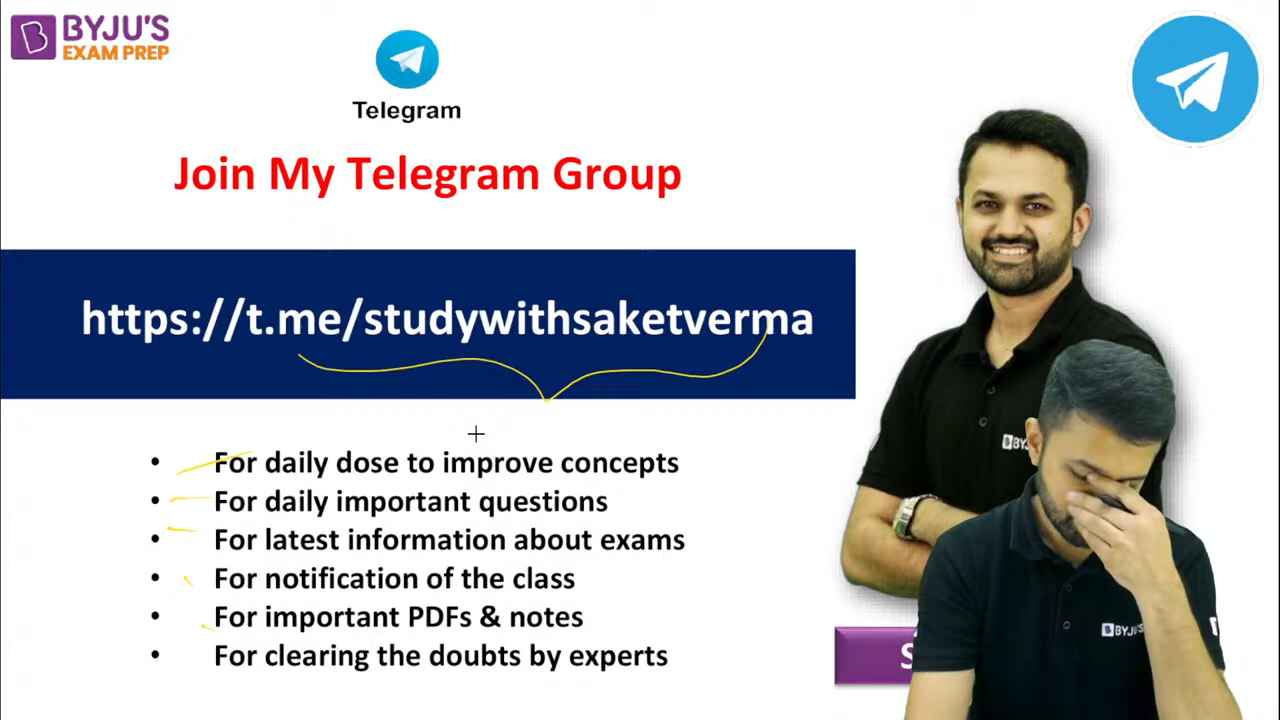 BYJU'S
EXAM PREP
Telegram
Join My Telegram Group
https://t.me/studywithsaketverma
• For daily dose to improve concepts
• For daily important questions
• For latest information about exams
• For notification of the class
• For important PDFs & notes
• For clearing the doubts by experts
BYJU'S